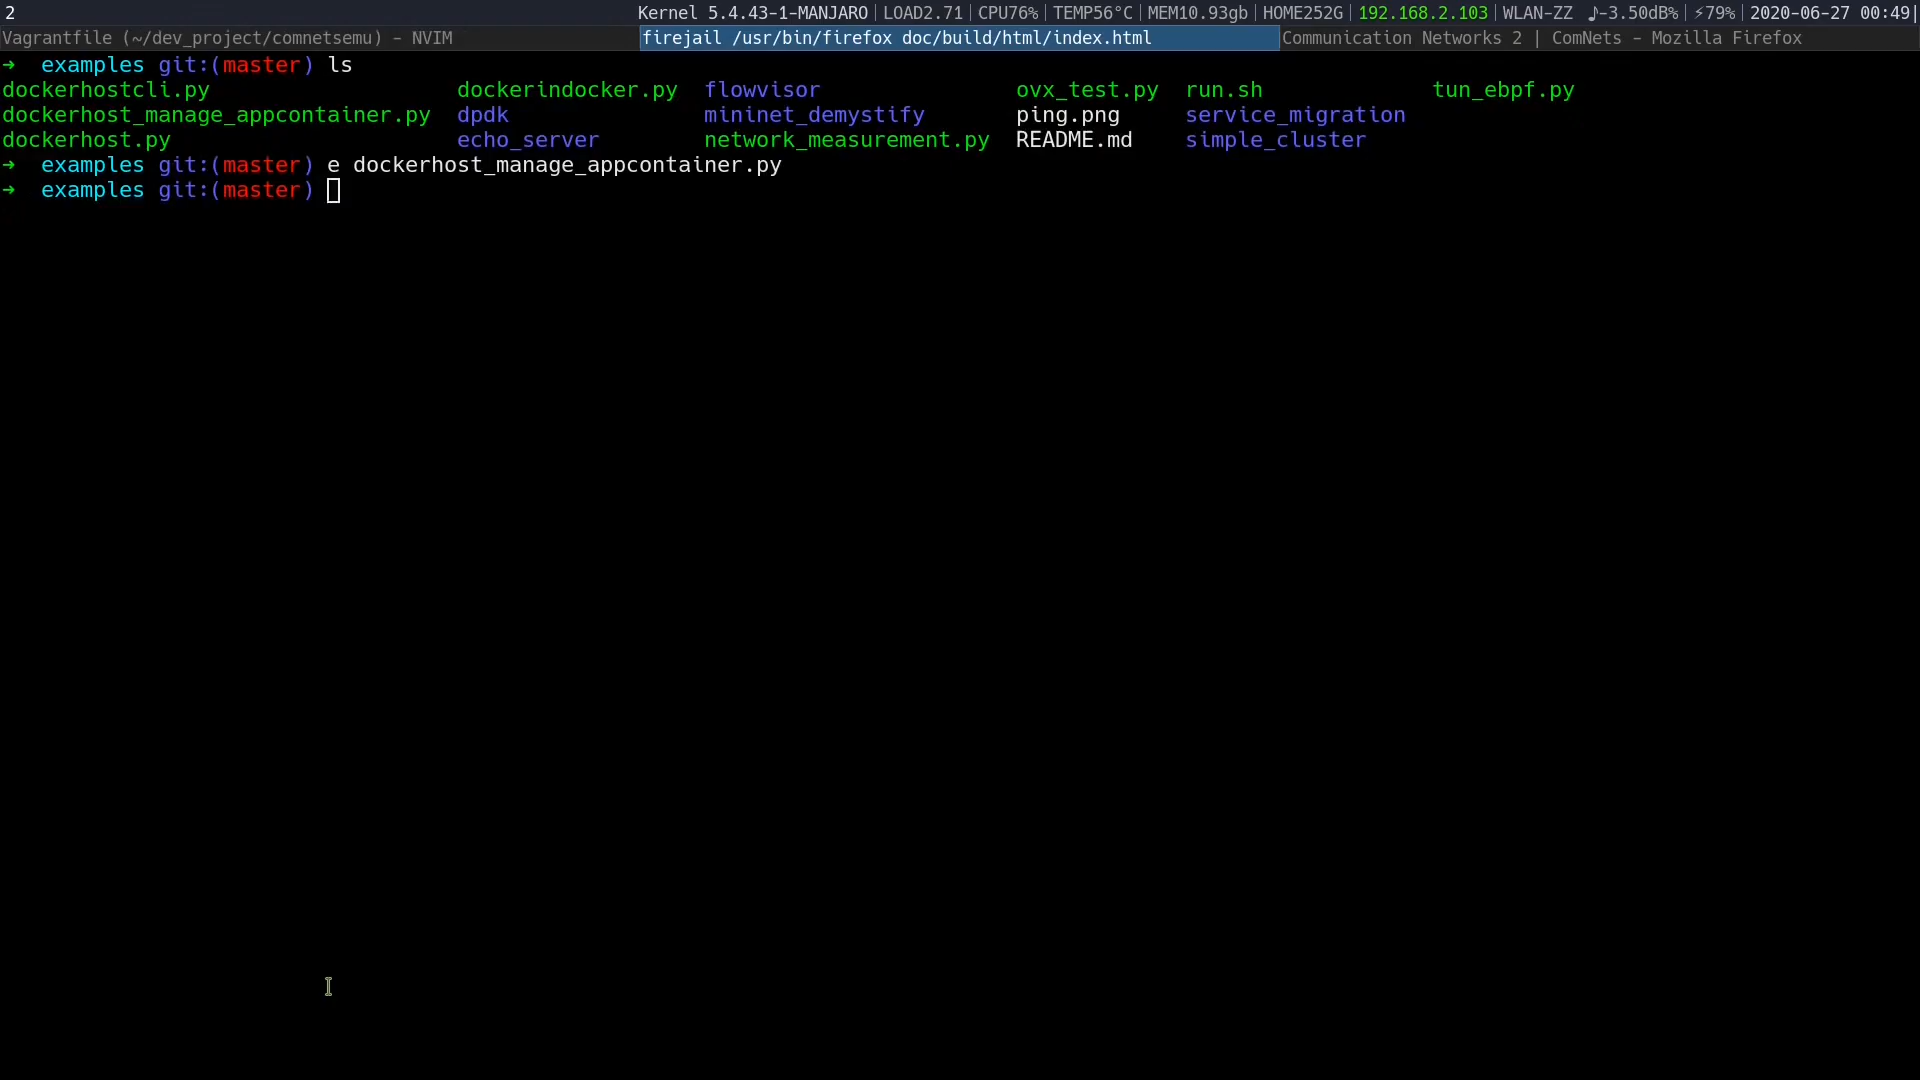 2 Kernel 5.4.43-1-MANJARO|LOAD2.71|CPU76%|TEMP56°C|MEM10.93gb|HOME252G|192.168.2.103|WLAN-ZZ ♪-3.50dB%|⚡79%|2020-06-27 00:49|
Vagrantfile (~/dev_project/comnetsemu) - NVIM firejail /usr/bin/firefox doc/build/html/index.html Communication Networks 2 | ComNets - Mozilla Firefox
➜ examples git:(master) ls
dockerhostcli.py dockerindocker.py flowvisor ovx_test.py run.sh tun_ebpf.py
dockerhost_manage_appcontainer.py dpdk mininet_demystify ping.png service_migration
dockerhost.py echo_server network_measurement.py README.md simple_cluster
➜ examples git:(master) e dockerhost_manage_appcontainer.py
➜ examples git:(master)